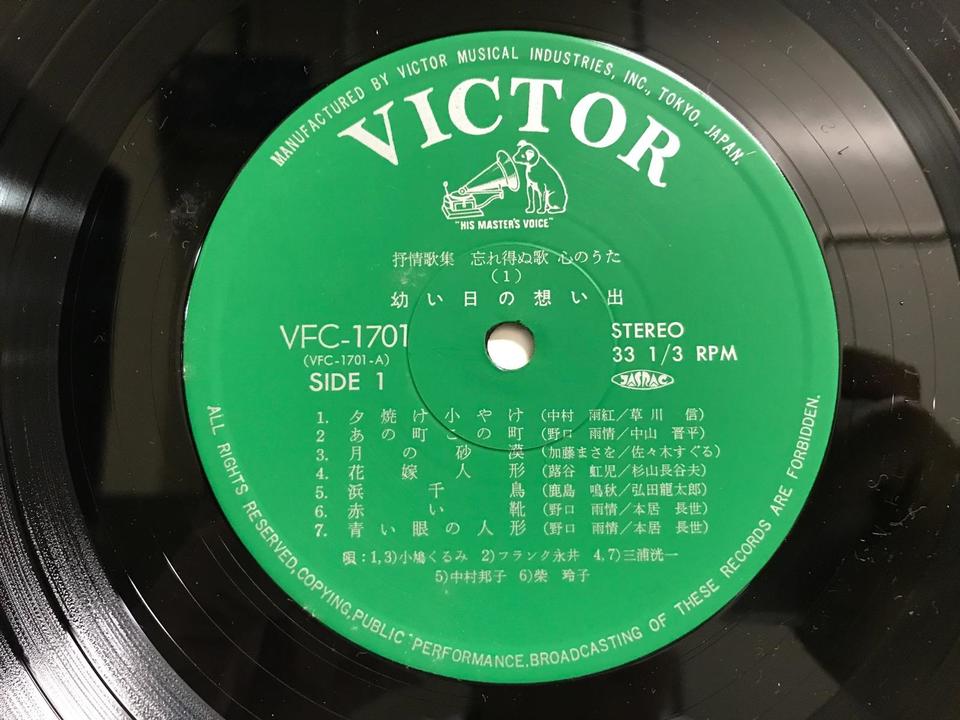 MANUFACTURED BY VICTOR MUSICAL INDUSTRIES, INC., TOKYO, JAPAN.
VICTOR
"HIS MASTER'S VOICE"
抒情歌集 忘れ得ぬ歌 心のうた
(1)
幼い日の想い出
VFC-1701
(VFC-1701-A)
SIDE 1
STEREO
33 1/3 RPM
JASRAC
1. 夕焼け小やけ (中村 雨紅/草川 信)
2 あの町この町 (野口 雨情/中山 晋平)
3. 月の砂漠 (加藤まさを/佐々木すぐる)
4. 花嫁人形 (蕗谷 虹児/杉山長谷夫)
5. 浜千鳥 (鹿島 鳴秋/弘田龍太郎)
6. 赤い靴 (野口 雨情/本居 長世)
7. 青い眼の人形 (野口 雨情/本居 長世)
唄:1,3)小鳩くるみ 2)フランク永井 4,7)三浦洸一
5)中村邦子 6)柴 玲子
ALL RIGHTS RESERVED, COPYING, PUBLIC PERFORMANCE, BROADCASTING OF THESE RECORDS ARE FORBIDDEN.